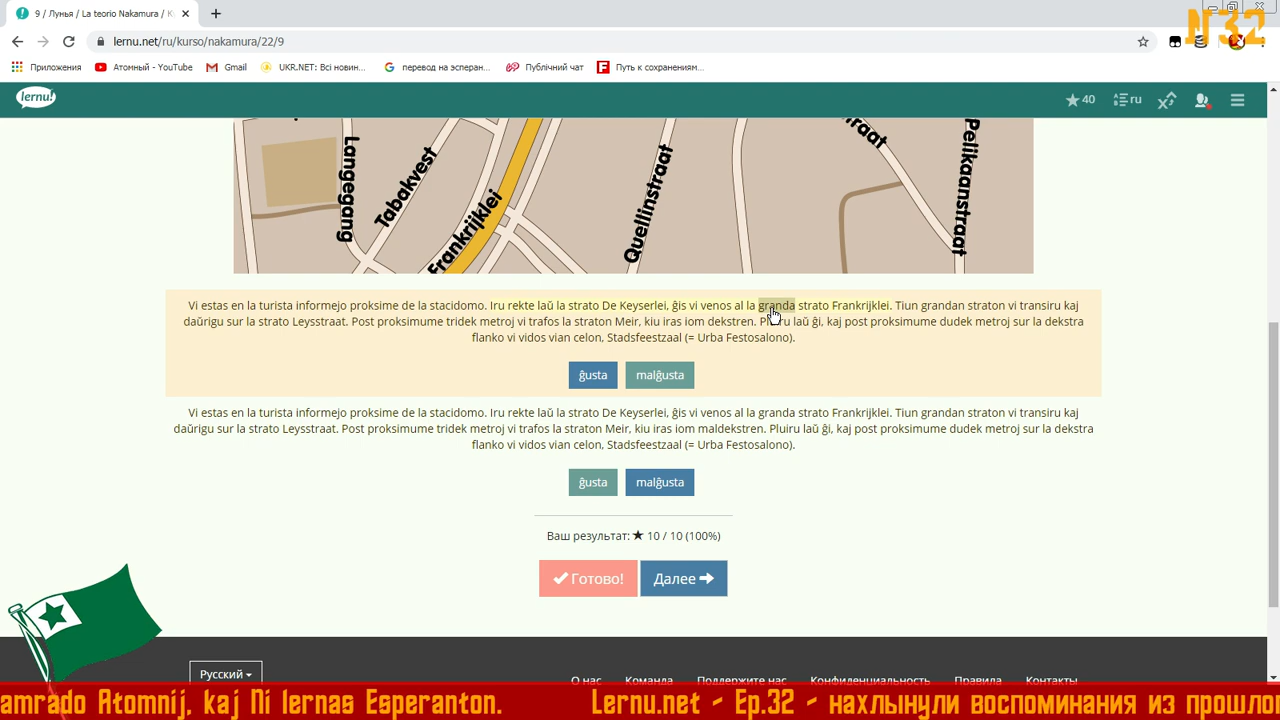 9 / Лунья / La teorio Nakamura / K
N32
lernu.net/ru/kurso/nakamura/22/9
Приложения Атомный - YouTube Gmail UKR.NET: Всі новин... перевод на эсперан... Публічний чат Путь к сохранениям...
lernu! 40 ru
Langegang
Tabakvest
Frankrijklei
Quellinstraat
raat
Pelikaanstraat
Vi estas en la turista informejo proksime de la stacidomo. Iru rekte laŭ la strato De Keyserlei, ĝis vi venos al la granda strato Frankrijklei. Tiun grandan straton vi transiru kaj
daŭrigu sur la strato Leysstraat. Post proksimume tridek metroj vi trafos la straton Meir, kiu iras iom dekstren. Pluiru laŭ ĝi, kaj post proksimume dudek metroj sur la dekstra
flanko vi vidos vian celon, Stadsfeestzaal (= Urba Festosalono).
ĝusta malĝusta
Vi estas en la turista informejo proksime de la stacidomo. Iru rekte laŭ la strato De Keyserlei, ĝis vi venos al la granda strato Frankrijklei. Tiun grandan straton vi transiru kaj
daŭrigu sur la strato Leysstraat. Post proksimume tridek metroj vi trafos la straton Meir, kiu iras iom maldekstren. Pluiru laŭ ĝi, kaj post proksimume dudek metroj sur la dekstra
flanko vi vidos vian celon, Stadsfeestzaal (= Urba Festosalono).
ĝusta malĝusta
Ваш результат: ★ 10 / 10 (100%)
Готово! Далее
Русский О нас Команда Поддержите нас Конфиденциальность Правила Контакты
amrado Atomnij, kaj Ni lernas Esperanton. Lernu.net - Ep.32 - нахлынули воспоминания из прошло